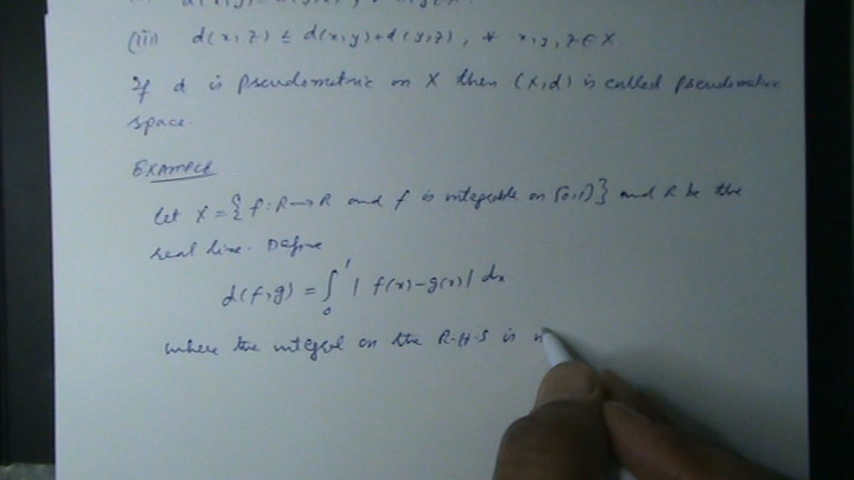 (iii) d(x,z) ≤ d(x,y)+d(y,z), ∀ x,y,z∈X
If d is pseudometric on X then (X,d) is called pseudometric
space.
EXAMPLE
Let X = { f: R→R and f is integrable on [0,1]} and R be the
real line. Define
d(f,g) = ∫₀¹ | f(x)-g(x)| dx
where the integral on the R-H-S is